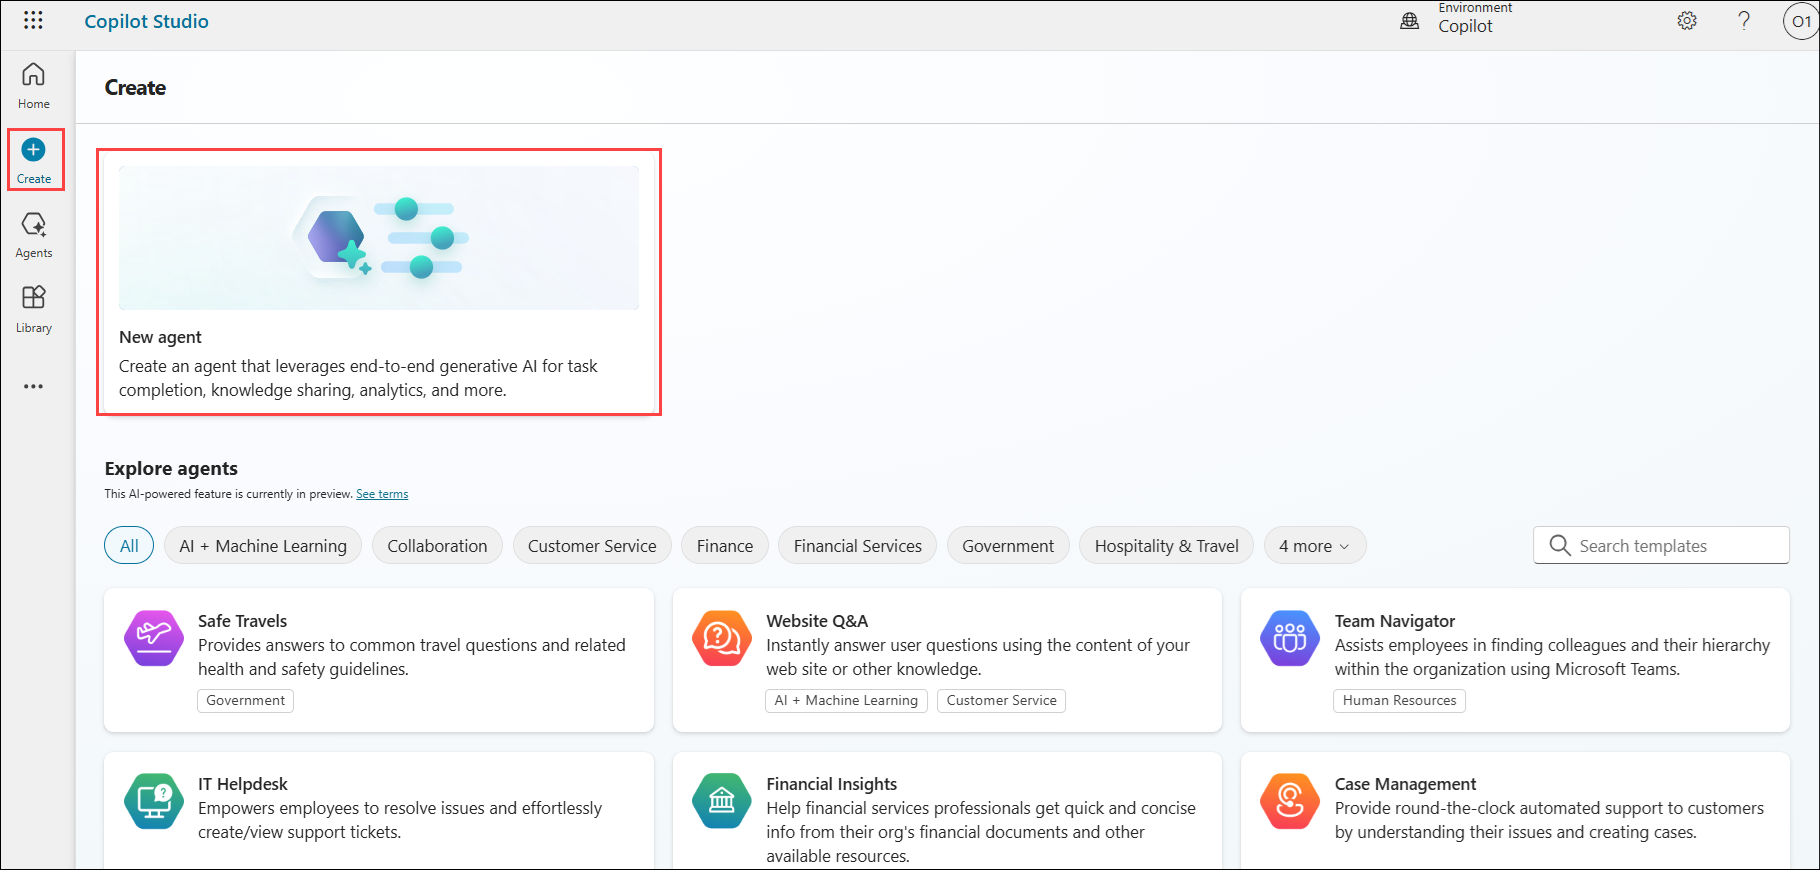 Copilot Studio
Environment
Copilot
?
O1
Home
Create
Agents
Library
Create
New agent
Create an agent that leverages end-to-end generative AI for task
completion, knowledge sharing, analytics, and more.
Explore agents
This AI-powered feature is currently in preview. See terms
All
AI + Machine Learning
Collaboration
Customer Service
Finance
Financial Services
Government
Hospitality & Travel
4 more
Search templates
Safe Travels
Provides answers to common travel questions and related
health and safety guidelines.
Government
Website Q&A
Instantly answer user questions using the content of your
web site or other knowledge.
AI + Machine Learning
Customer Service
Team Navigator
Assists employees in finding colleagues and their hierarchy
within the organization using Microsoft Teams.
Human Resources
IT Helpdesk
Empowers employees to resolve issues and effortlessly
create/view support tickets.
Financial Insights
Help financial services professionals get quick and concise
info from their org's financial documents and other
available resources.
Case Management
Provide round-the-clock automated support to customers
by understanding their issues and creating cases.